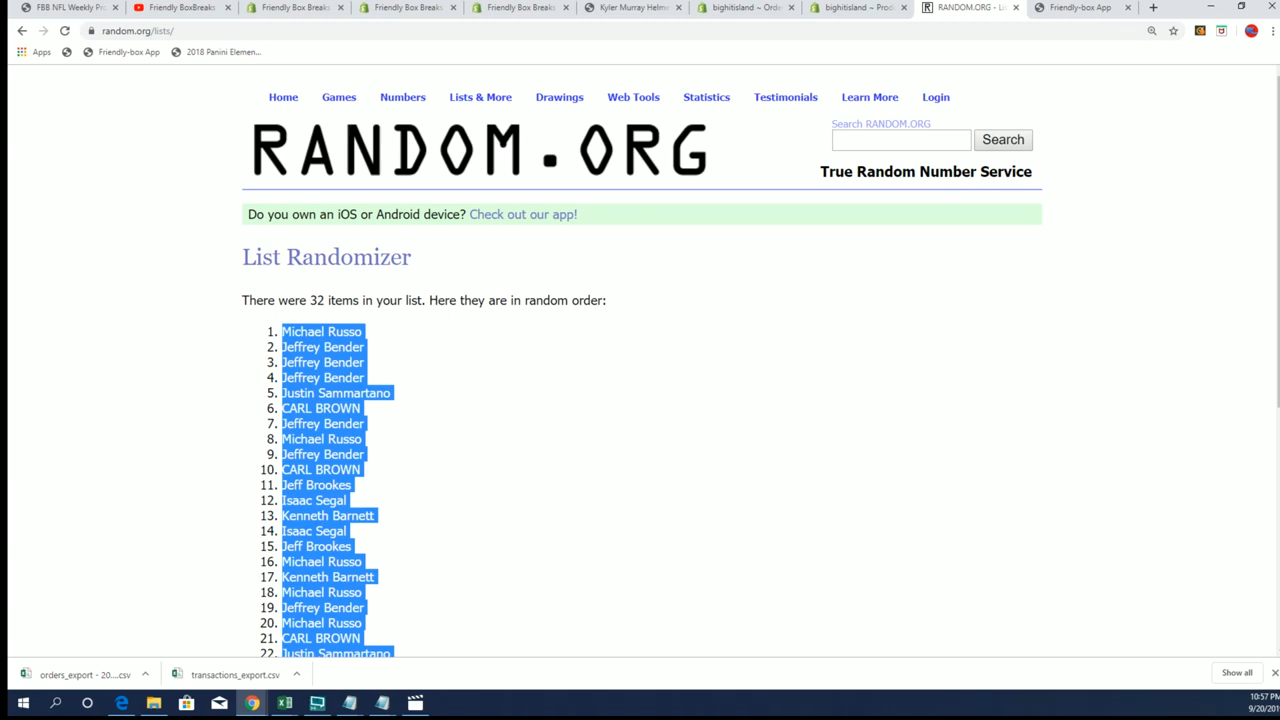 FBB NFL Weekly Pr
Friendly BoxBreaks
Friendly Box Breaks
Friendly Box Breaks
Friendly Box Breaks
Kyler Murray Helme
bighitisland ~ Orde
bighitisland ~ Prod
RANDOM.ORG - Li
Friendly-box App
random.org/lists/
Apps
Friendly-box App
2018 Panini Elemen...
Home Games Numbers Lists & More Drawings Web Tools Statistics Testimonials Learn More Login
RANDOM.ORG
Search RANDOM.ORG
Search
True Random Number Service
Do you own an iOS or Android device? Check out our app!
List Randomizer
There were 32 items in your list. Here they are in random order:
1. Michael Russo
2. Jeffrey Bender
3. Jeffrey Bender
4. Jeffrey Bender
5. Justin Sammartano
6. CARL BROWN
7. Jeffrey Bender
8. Michael Russo
9. Jeffrey Bender
10. CARL BROWN
11. Jeff Brookes
12. Isaac Segal
13. Kenneth Barnett
14. Isaac Segal
15. Jeff Brookes
16. Michael Russo
17. Kenneth Barnett
18. Michael Russo
19. Jeffrey Bender
20. Michael Russo
21. CARL BROWN
22. Justin Sammartano
orders_export - 20....csv
transactions_export.csv
Show all
10:57 PM
9/20/201